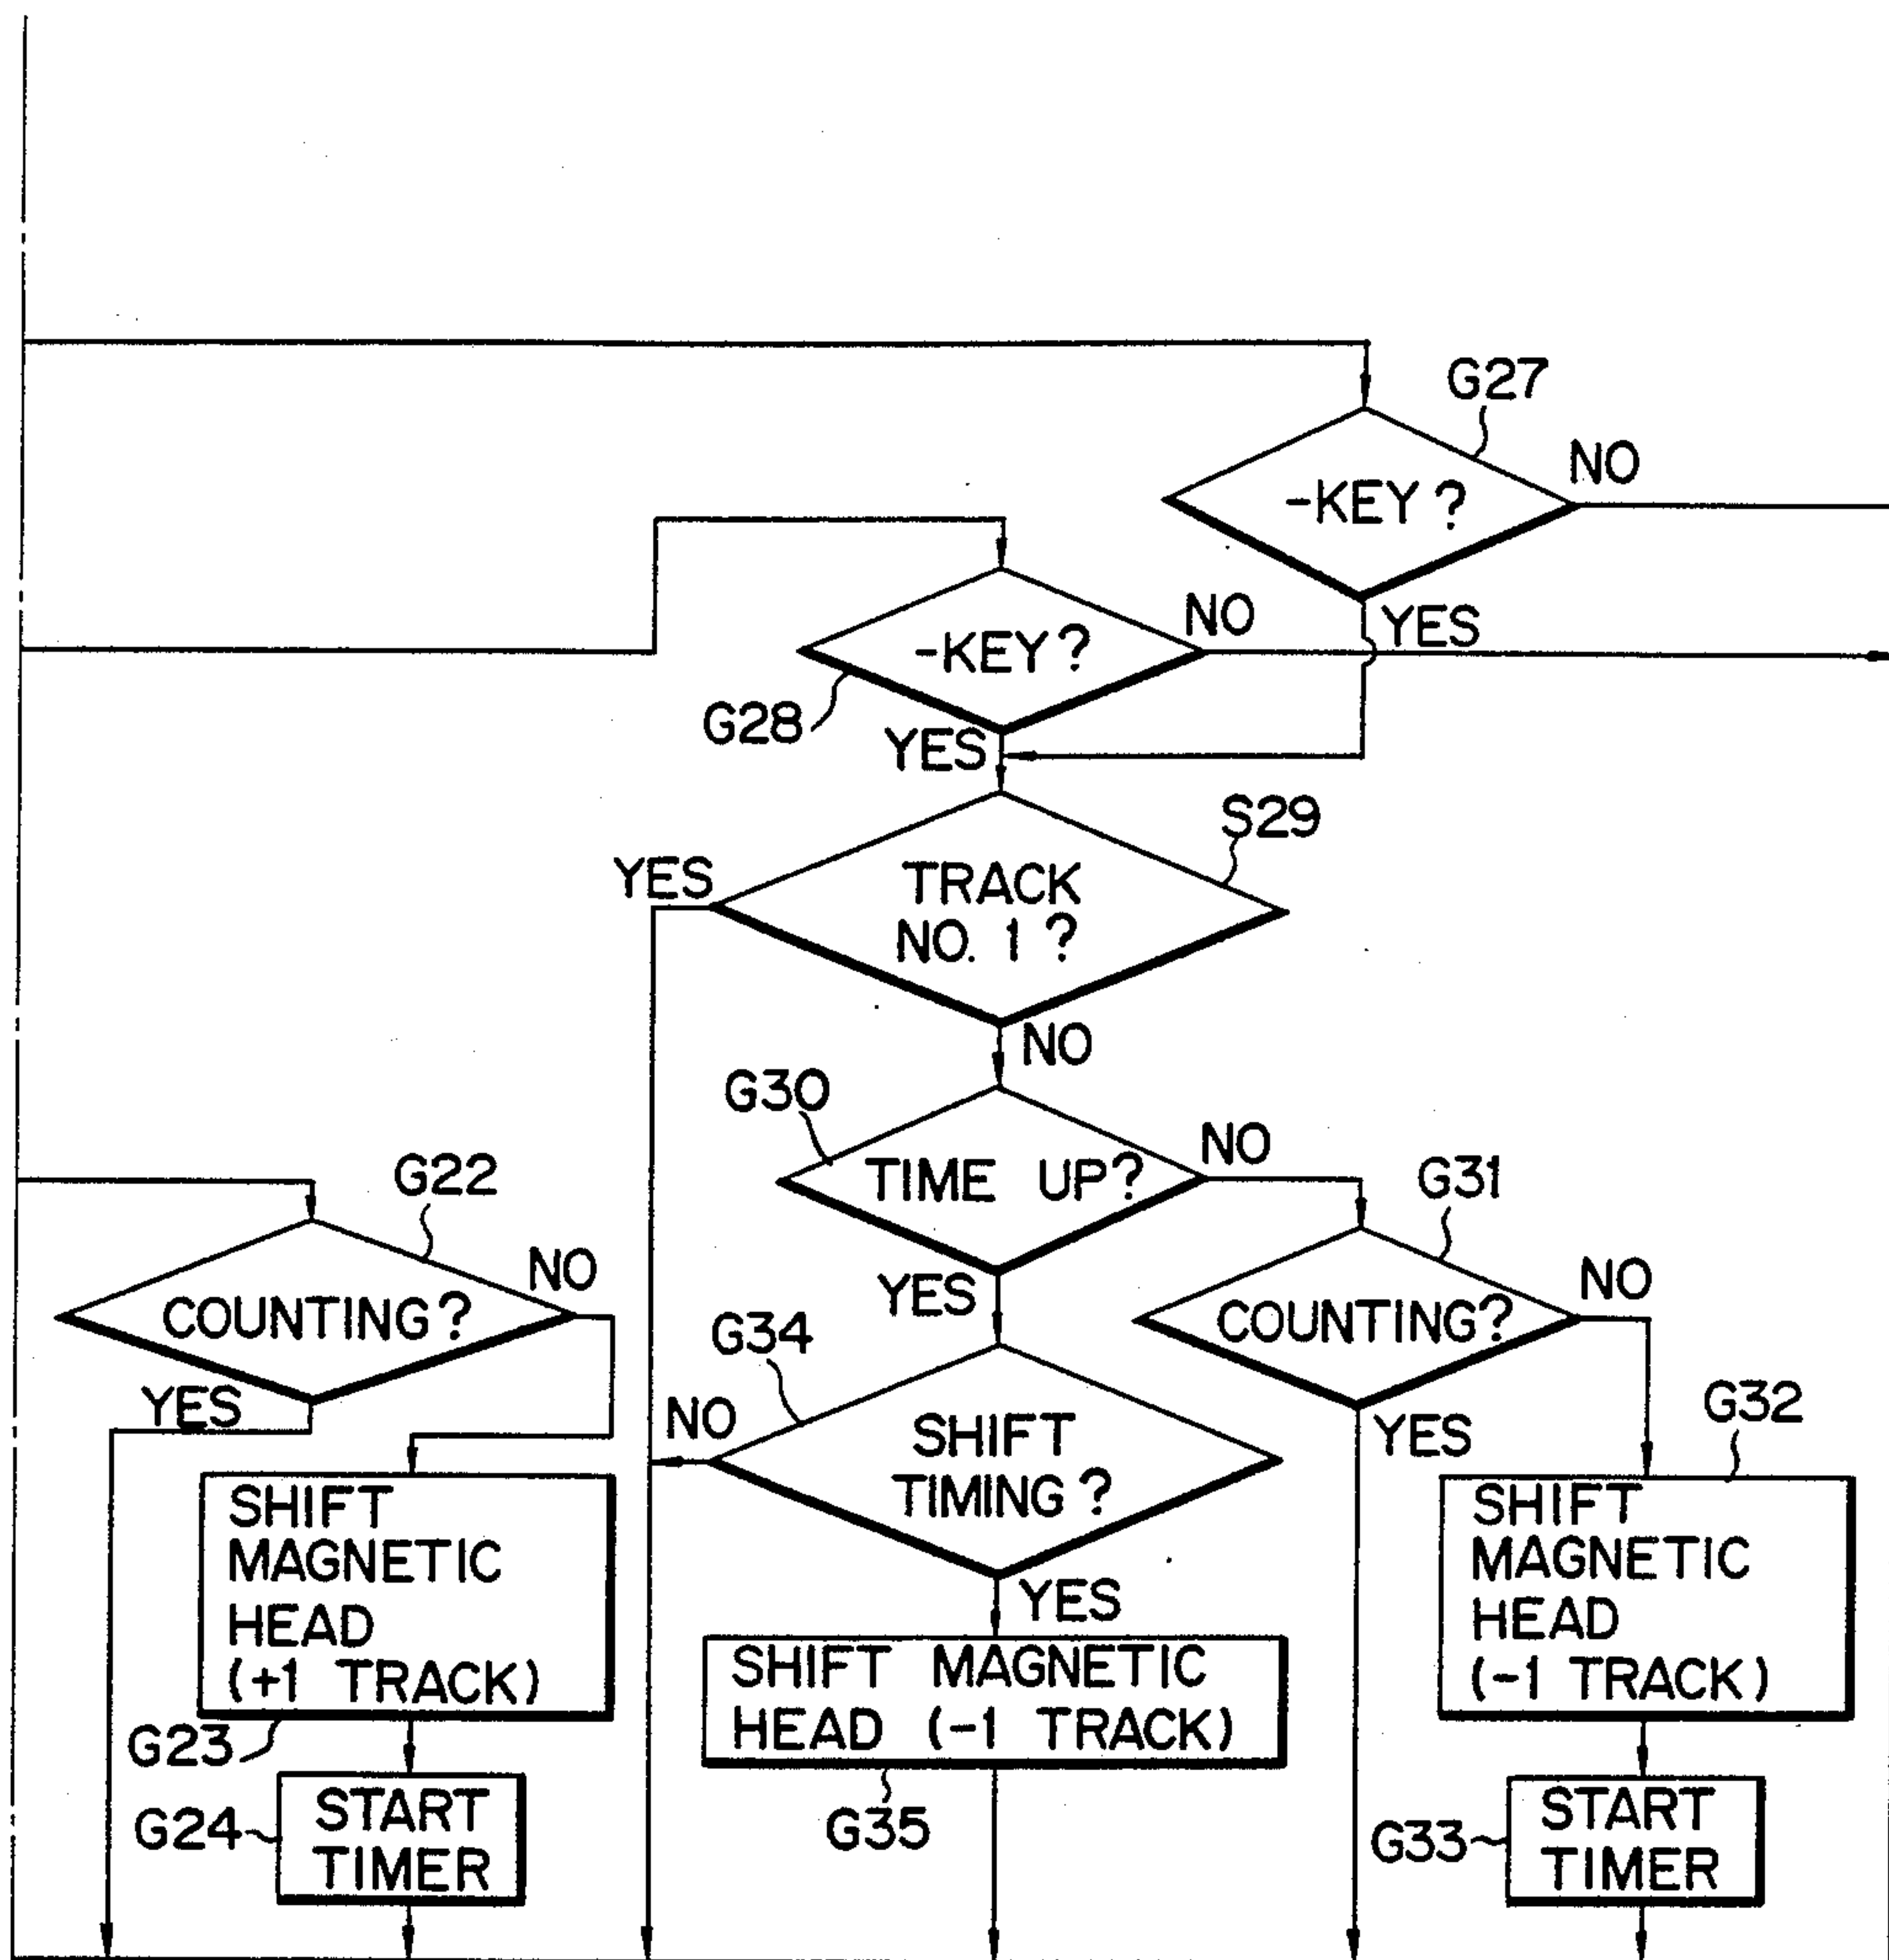 G27
-KEY?
NO
YES
-KEY?
NO
G28
YES
S29
TRACK
NO. 1?
YES
NO
G30
TIME UP?
NO
YES
G31
COUNTING?
NO
YES
G22
COUNTING?
NO
YES
G34
SHIFT
TIMING?
NO
YES
G32
SHIFT
MAGNETIC
HEAD
(-1 TRACK)
SHIFT
MAGNETIC
HEAD
(+1 TRACK)
G23
SHIFT MAGNETIC
HEAD (-1 TRACK)
G35
G24
START
TIMER
G33
START
TIMER